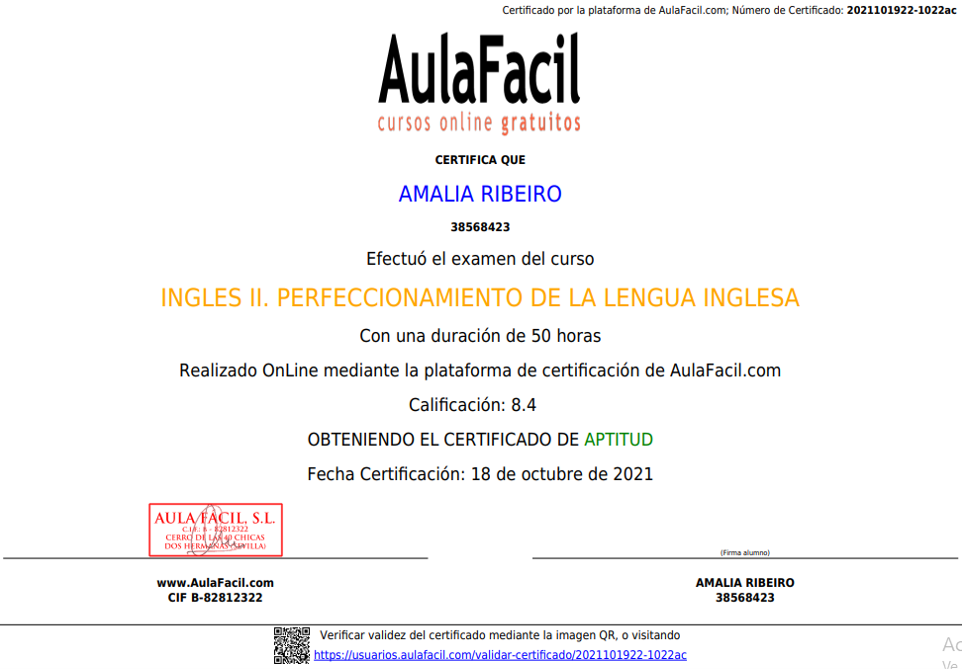 Certificado por la plataforma de AulaFacil.com; Número de Certificado: 2021101922-1022ac
AulaFacil
cursos online gratuitos
CERTIFICA QUE
AMALIA RIBEIRO
38568423
Efectuó el examen del curso
INGLES II. PERFECCIONAMIENTO DE LA LENGUA INGLESA
Con una duración de 50 horas
Realizado OnLine mediante la plataforma de certificación de AulaFacil.com
Calificación: 8.4
OBTENIENDO EL CERTIFICADO DE APTITUD
Fecha Certificación: 18 de octubre de 2021
AULA FACIL, S.L.
C.I.F.: B - 82812322
CERRO DE LAS 40 CHICAS
DOS HERMANAS (SEVILLA)
(Firma alumno)
www.AulaFacil.com
CIF B-82812322
AMALIA RIBEIRO
38568423
Verificar validez del certificado mediante la imagen QR, o visitando
https://usuarios.aulafacil.com/validar-certificado/2021101922-1022ac